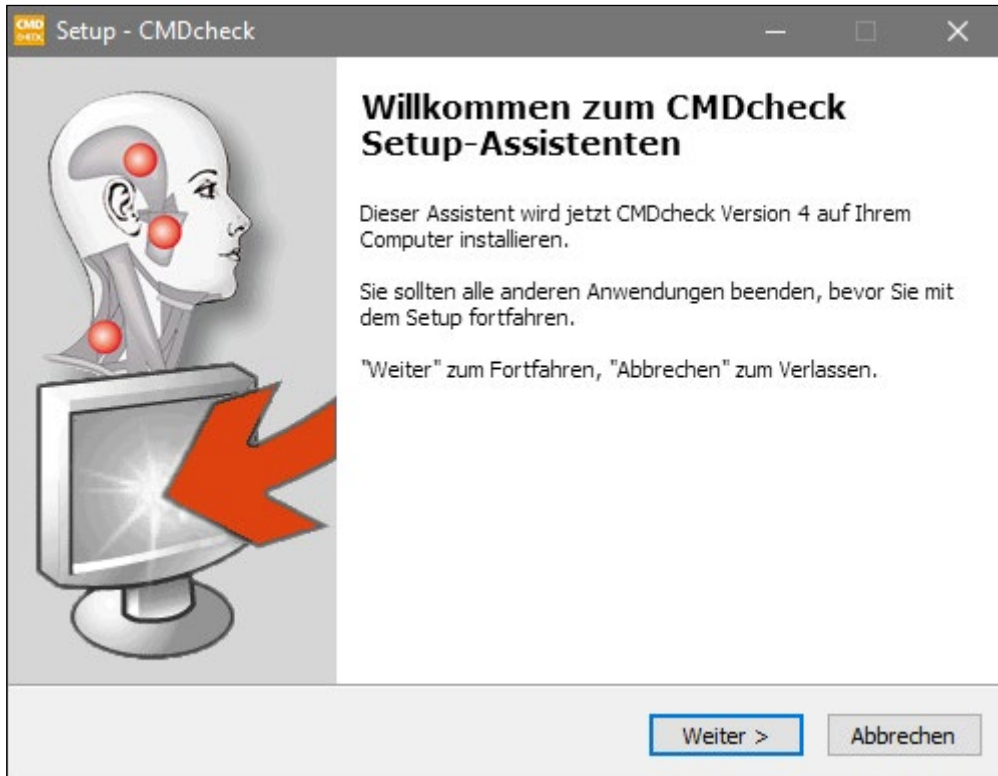 CMD
CHECK
Setup - CMDcheck
Willkommen zum CMDcheck
Setup-Assistenten
Dieser Assistent wird jetzt CMDcheck Version 4 auf Ihrem
Computer installieren.
Sie sollten alle anderen Anwendungen beenden, bevor Sie mit
dem Setup fortfahren.
"Weiter" zum Fortfahren, "Abbrechen" zum Verlassen.
Weiter >
Abbrechen